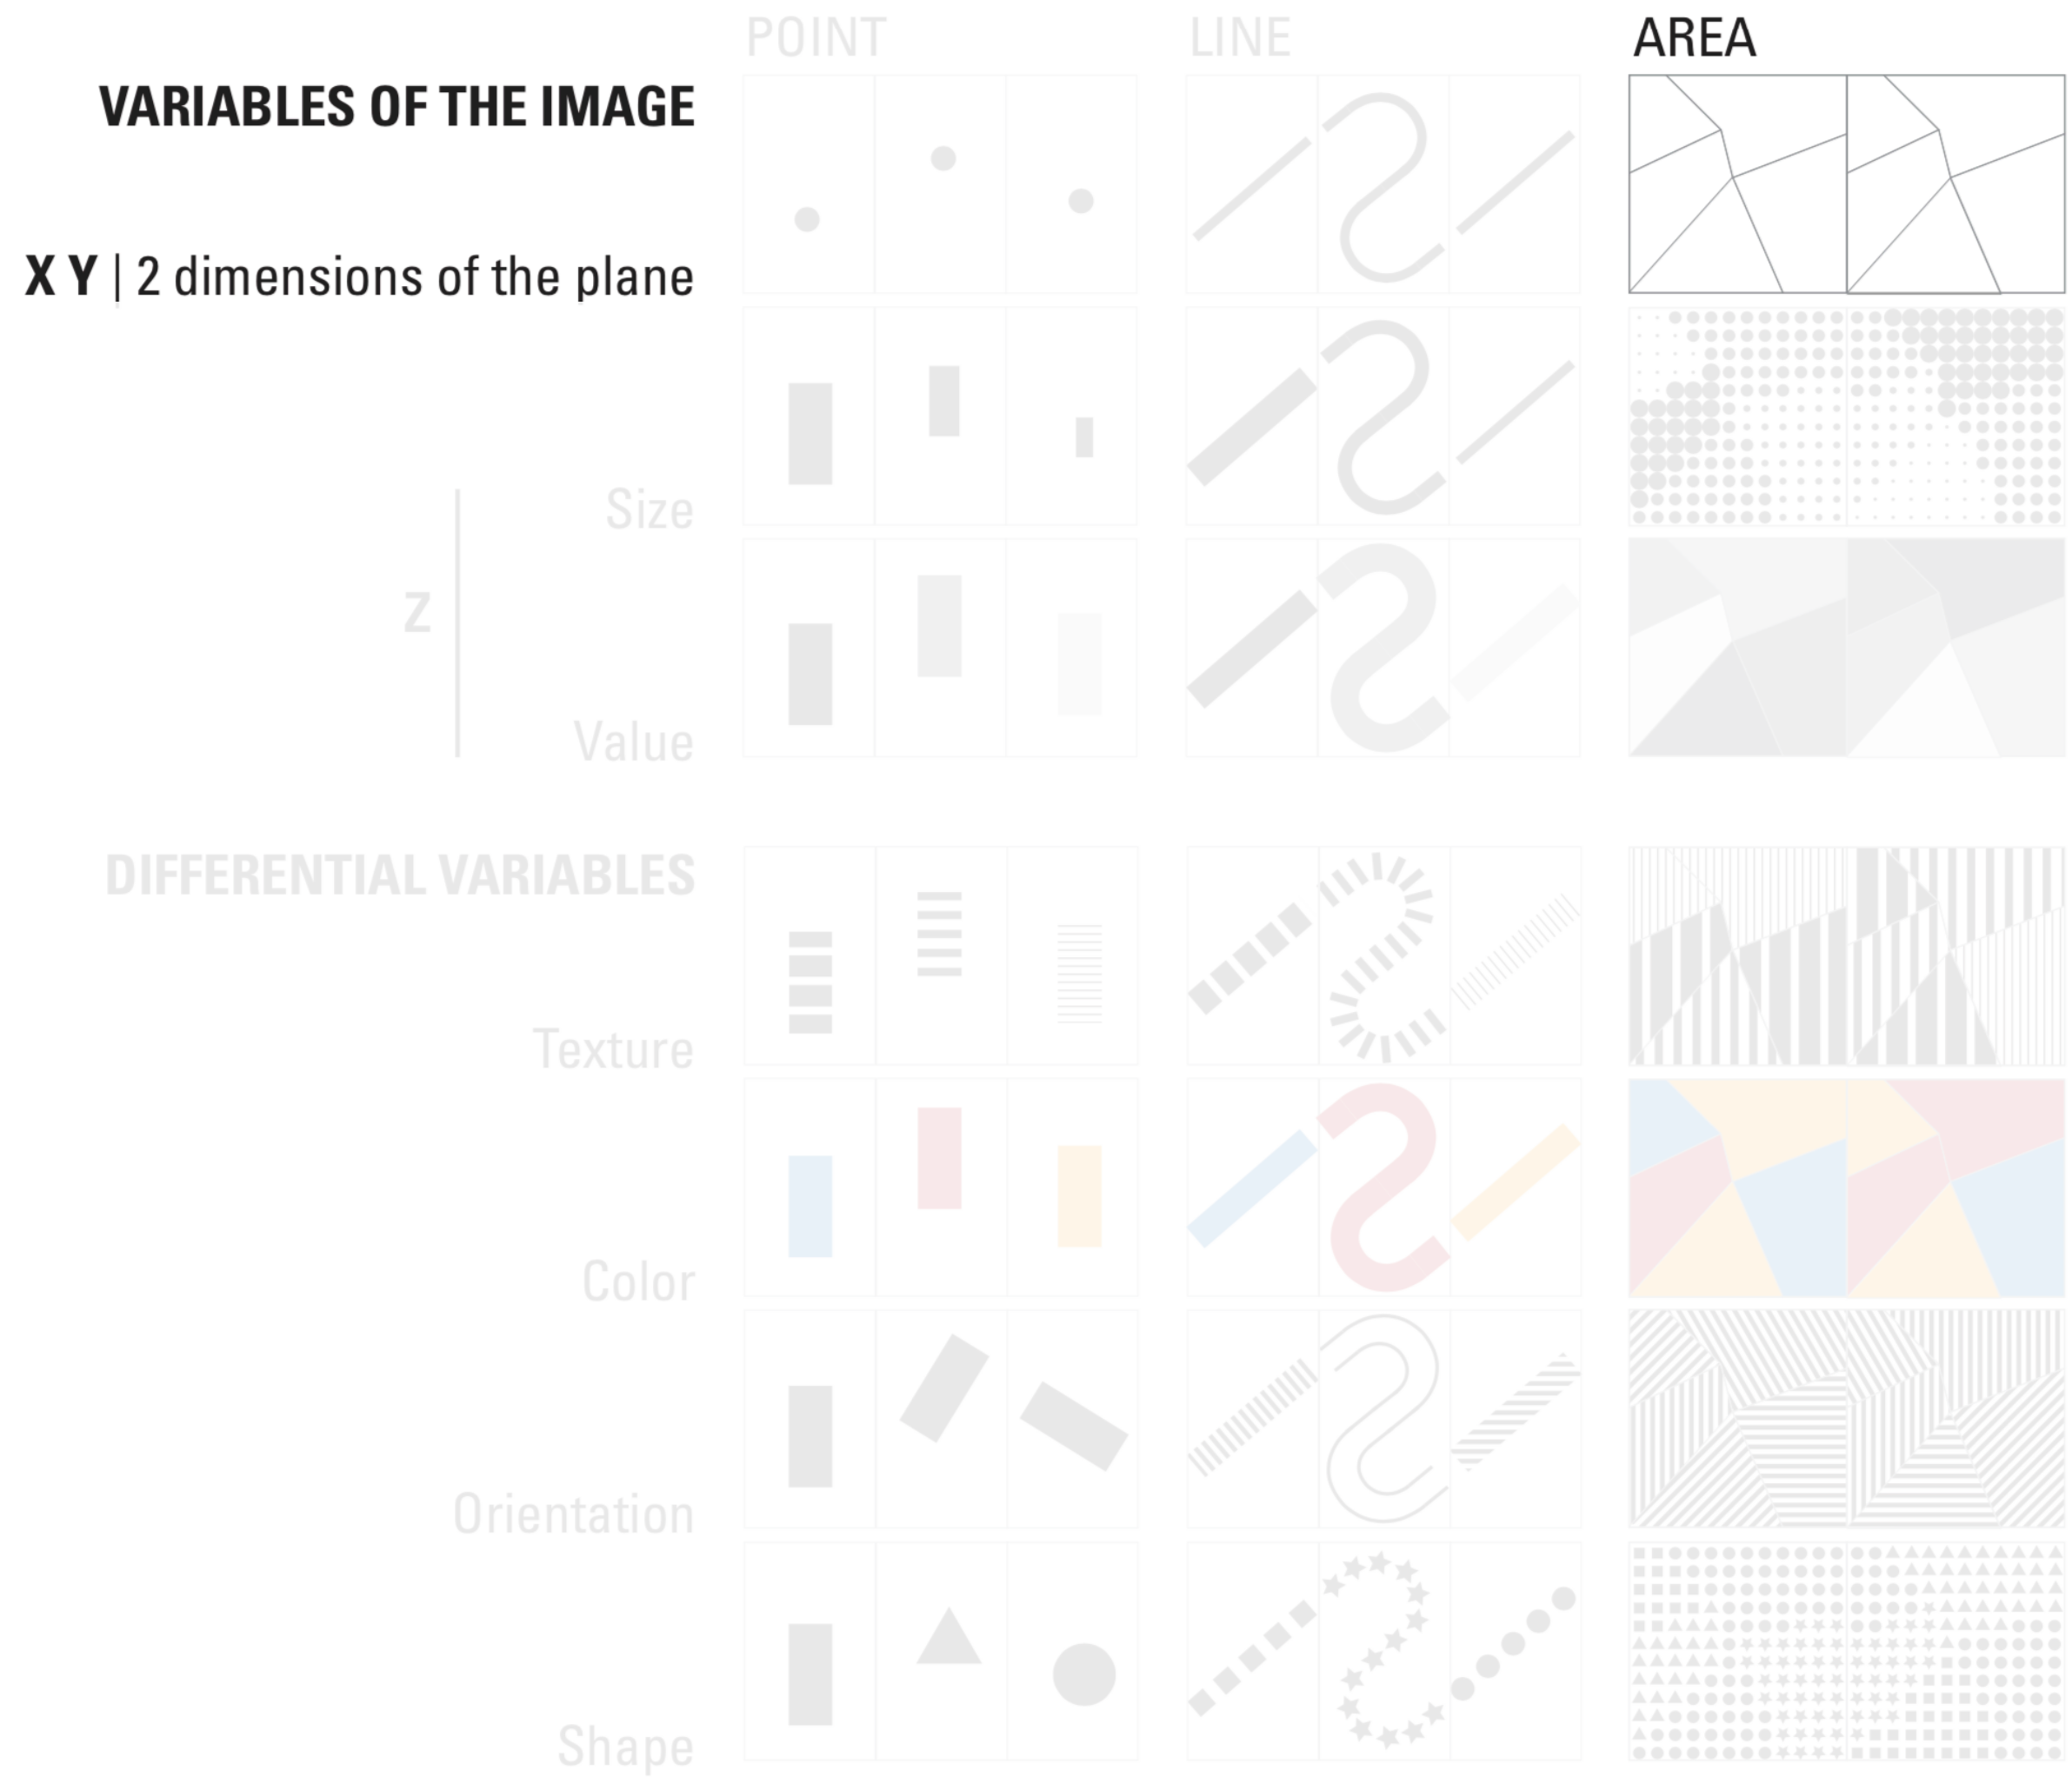 POINT LINE AREA
VARIABLES OF THE IMAGE
X Y | 2 dimensions of the plane
Size
Z
Value
DIFFERENTIAL VARIABLES
Texture
Color
Orientation
Shape